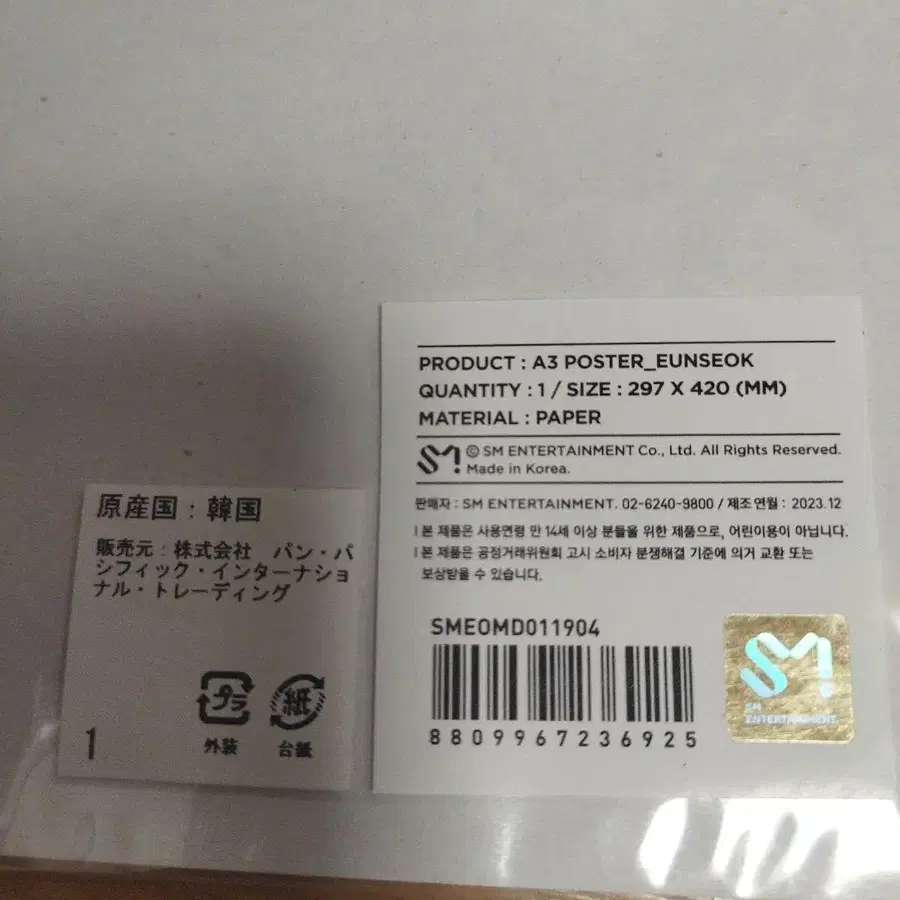 PRODUCT : A3 POSTER_EUNSEOK
QUANTITY : 1 / SIZE : 297 X 420 (MM)
MATERIAL : PAPER
SM!
© SM ENTERTAINMENT Co., Ltd. All Rights Reserved.
Made in Korea.
판매자 : SM ENTERTAINMENT. 02-6240-9800 / 제조연월 : 2023.12
본 제품은 사용연령 만 14세 이상 분들을 위한 제품으로, 어린이용이 아닙니다.
본 제품은 공정거래위원회 고시 소비자 분쟁해결 기준에 의거 교환 또는
보상받을 수 있습니다.
SMEOMD011904
8809967236925
SM!
SM
ENTERTAINMENT.
原産国：韓国
販売元：株式会社　パン・パ
シフィック・インターナショ
ナル・トレーディング
プラ
紙
外装
台紙
1